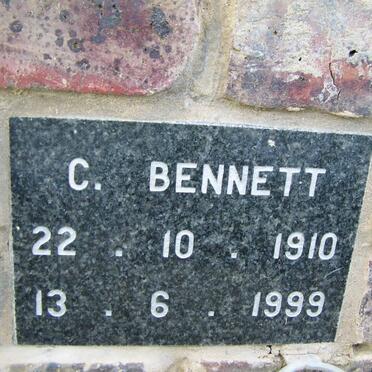 C. BENNETT
22 . 10 . 1910
13 . 6 . 1999